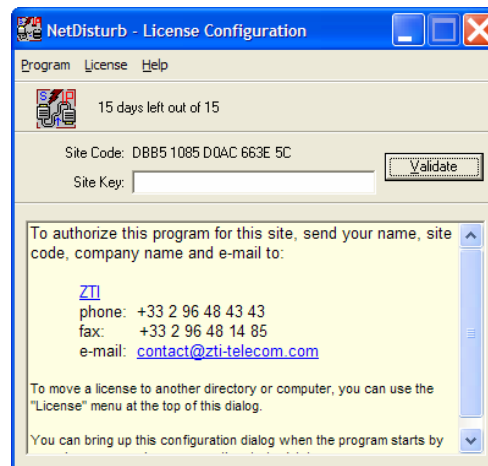 NetDisturb - License Configuration
Program License Help
15 days left out of 15
Site Code: DBB5 1085 D0AC 663E 5C
Site Key:
Validate
To authorize this program for this site, send your name, site
code, company name and e-mail to:
ZTI
phone: +33 2 96 48 43 43
fax: +33 2 96 48 14 85
e-mail: contact@zti-telecom.com
To move a license to another directory or computer, you can use the
"License" menu at the top of this dialog.
You can bring up this configuration dialog when the program starts by